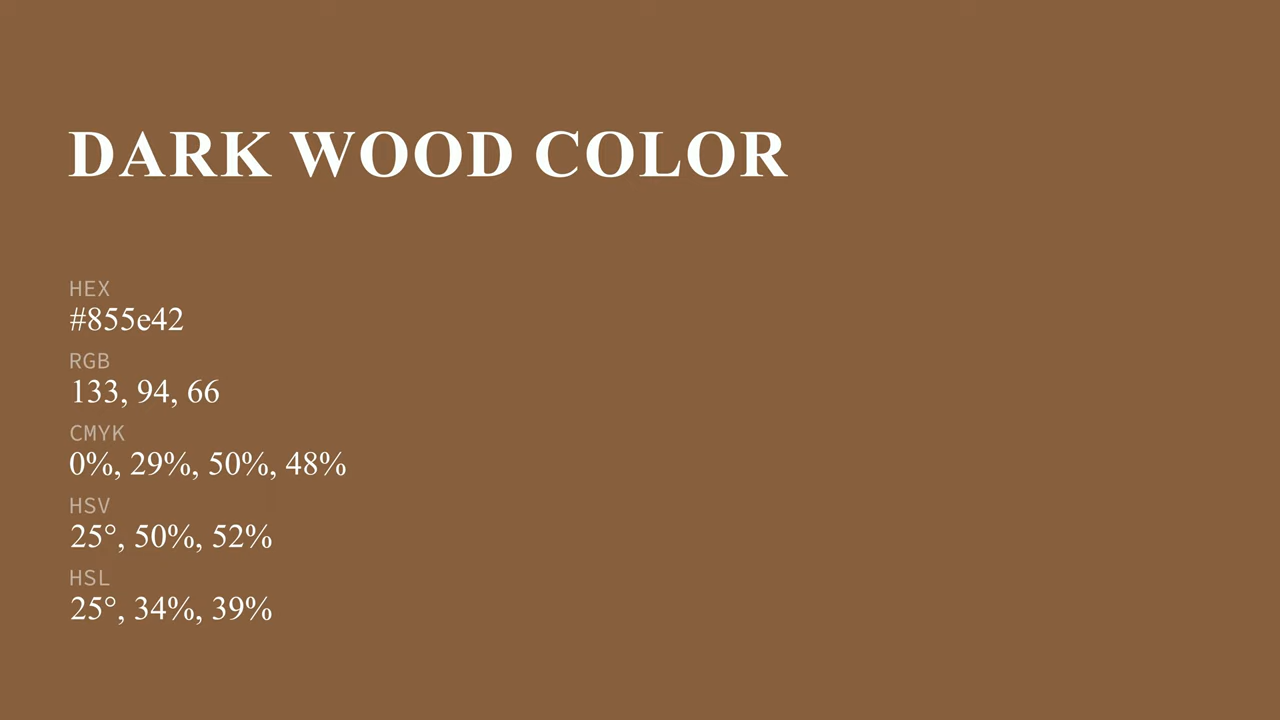 DARK WOOD COLOR
HEX
#855e42
RGB
133, 94, 66
CMYK
0%, 29%, 50%, 48%
HSV
25°, 50%, 52%
HSL
25°, 34%, 39%